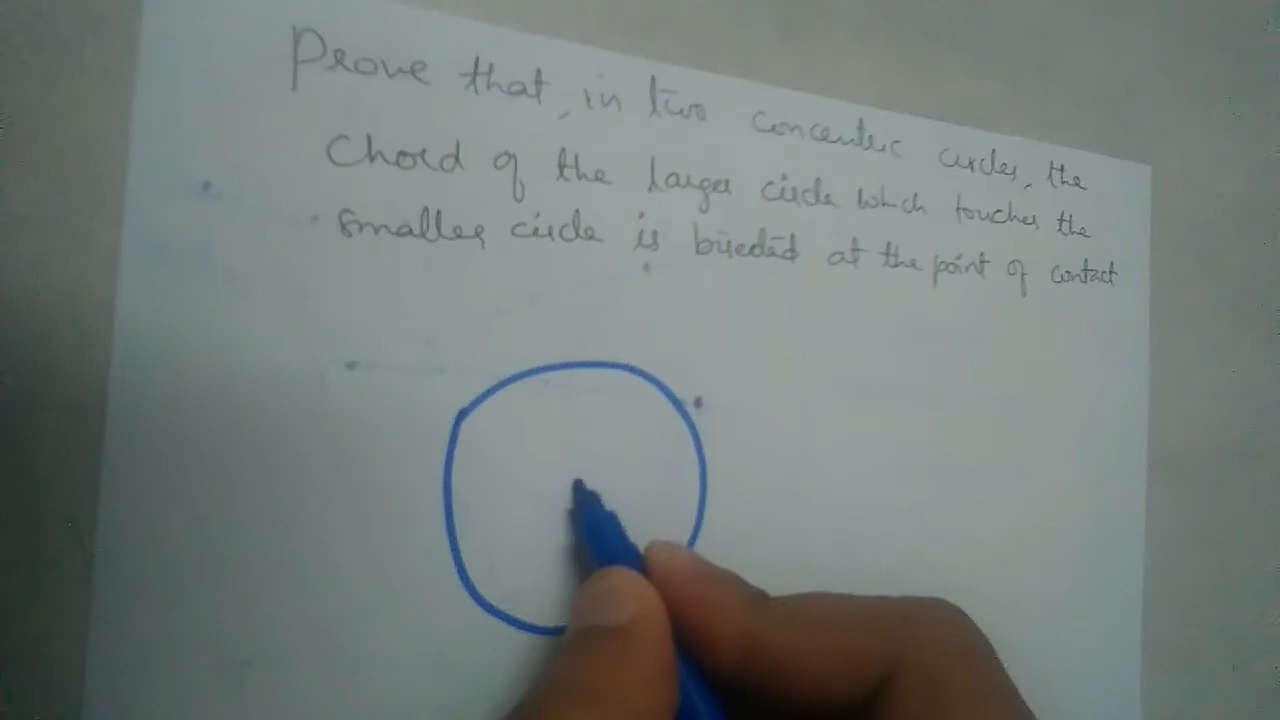 Prove that, in two concentric circles, the
Chord of the larger circle which touches the
smaller circle is bisected at the point of contact